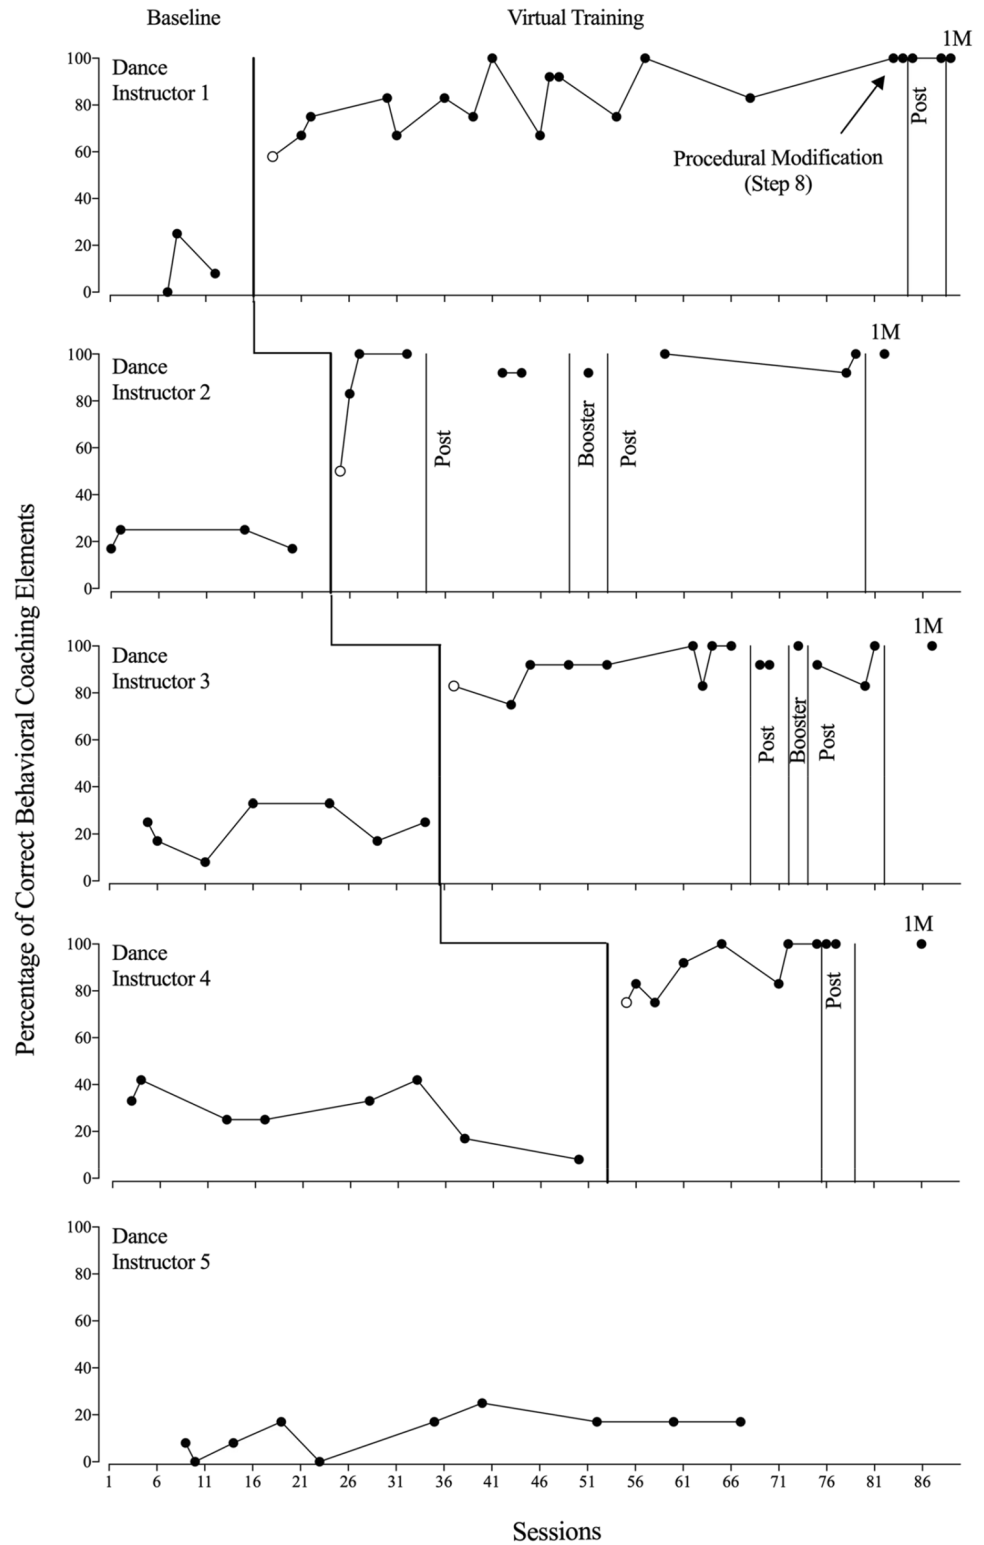 Baseline
Virtual Training
1M
100
80
60
40
20
0
Dance
Instructor 1
Post
Procedural Modification
(Step 8)
1M
100
80
60
40
20
0
Dance
Instructor 2
Post
Booster
Post
1M
100
80
60
40
20
0
Dance
Instructor 3
Post
Booster
Post
1M
100
80
60
40
20
0
Dance
Instructor 4
Post
100
80
60
40
20
0
Dance
Instructor 5
1 6 11 16 21 26 31 36 41 46 51 56 61 66 71 76 81 86
Sessions
Percentage of Correct Behavioral Coaching Elements